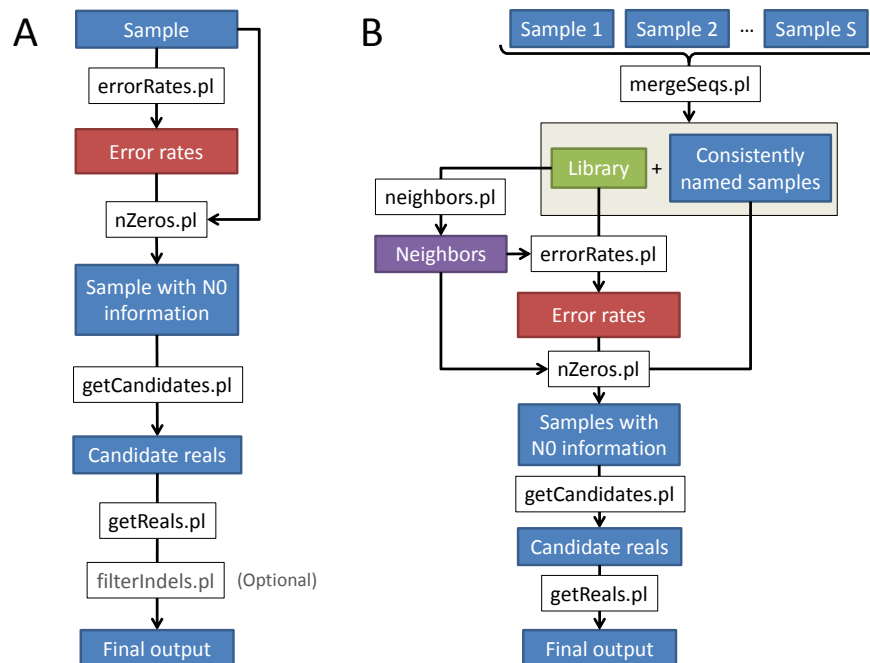 A
Sample
errorRates.pl
Error rates
nZeros.pl
Sample with N0
information
getCandidates.pl
Candidate reals
getReals.pl
filterIndels.pl (Optional)
Final output
B
Sample 1 Sample 2 ... Sample S
mergeSeqs.pl
Library + Consistently
named samples
neighbors.pl
Neighbors
errorRates.pl
Error rates
nZeros.pl
Samples with
N0 information
getCandidates.pl
Candidate reals
getReals.pl
Final output